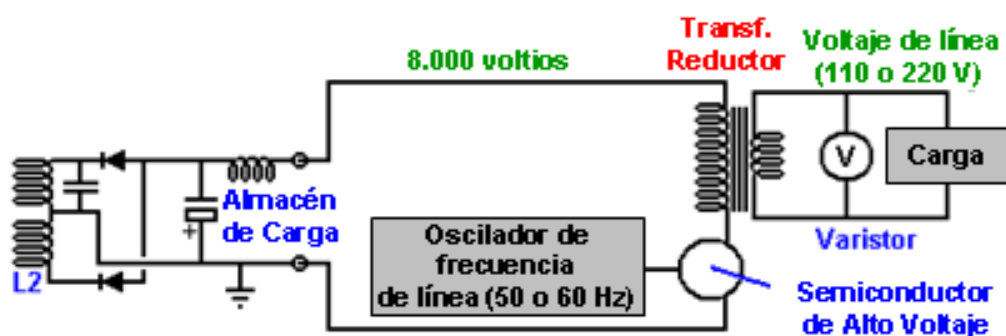 Transf.
Reductor
8.000 voltios
Voltaje de línea
(110 o 220 V)
V
Carga
Almacén
de Carga
+
L2
Oscilador de
frecuencia
de línea (50 o 60 Hz)
Varistor
Semiconductor
de Alto Voltaje